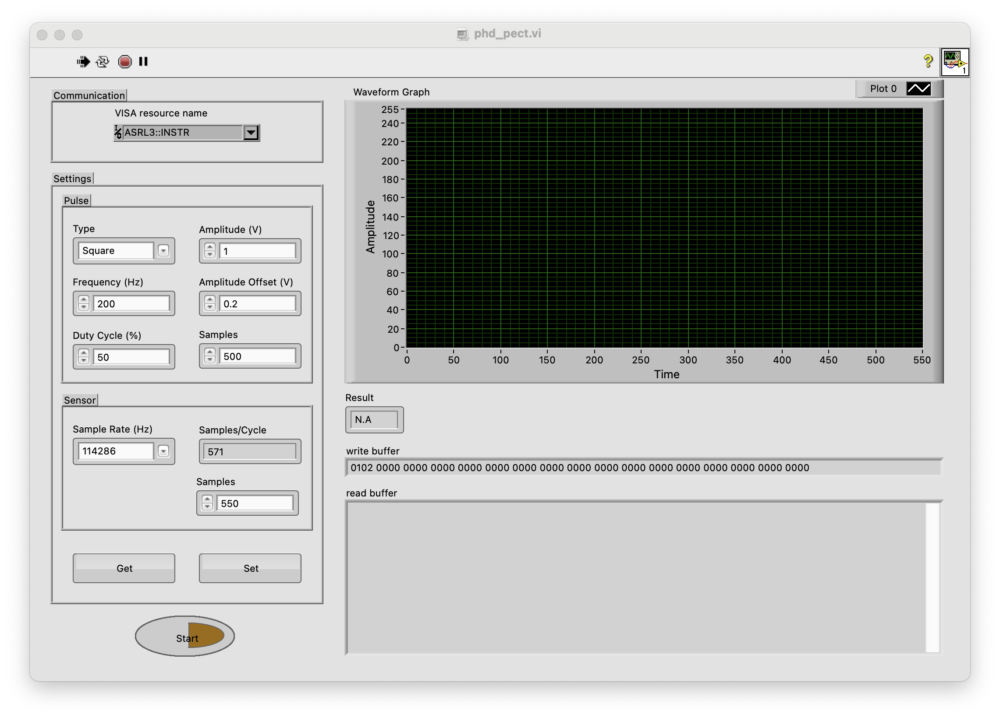 phd_pect.vi
?
1
Communication
VISA resource name
I/O ASRL3::INSTR
Settings
Pulse
Type
Square
Amplitude (V)
1
Frequency (Hz)
200
Amplitude Offset (V)
0.2
Duty Cycle (%)
50
Samples
500
Sensor
Sample Rate (Hz)
114286
Samples/Cycle
571
Samples
550
Get
Set
Start
Waveform Graph
Plot 0
Amplitude
255
240
220
200
180
160
140
120
100
80
60
40
20
0
0 50 100 150 200 250 300 350 400 450 500 550
Time
Result
N.A
write buffer
0102 0000 0000 0000 0000 0000 0000 0000 0000 0000 0000 0000 0000 0000 0000 0000 0000
read buffer